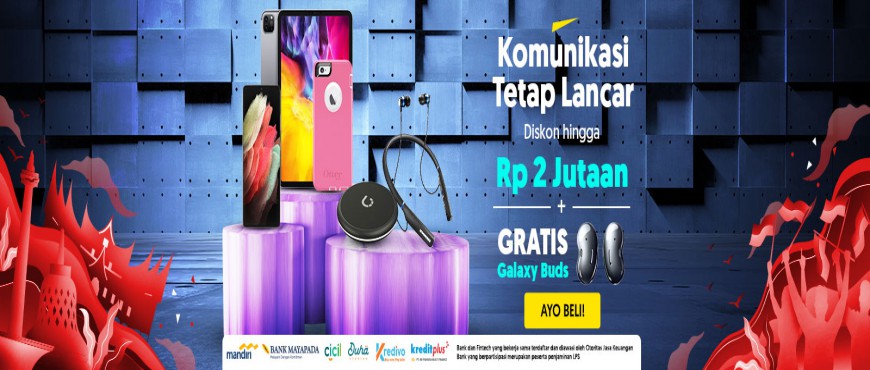 Komunikasi
Tetap Lancar
Diskon hingga
Rp 2 Jutaan
+
GRATIS
Galaxy Buds
AYO BELI!
mandiri
BANK MAYAPADA
cicil
Duha
Kredivo
kreditplus
Bank dan Fintech yang bekerja sama terdaftar dan diawasi oleh Otoritas Jasa Keuangan
Bank yang berpartisipasi merupakan peserta penjaminan LPS